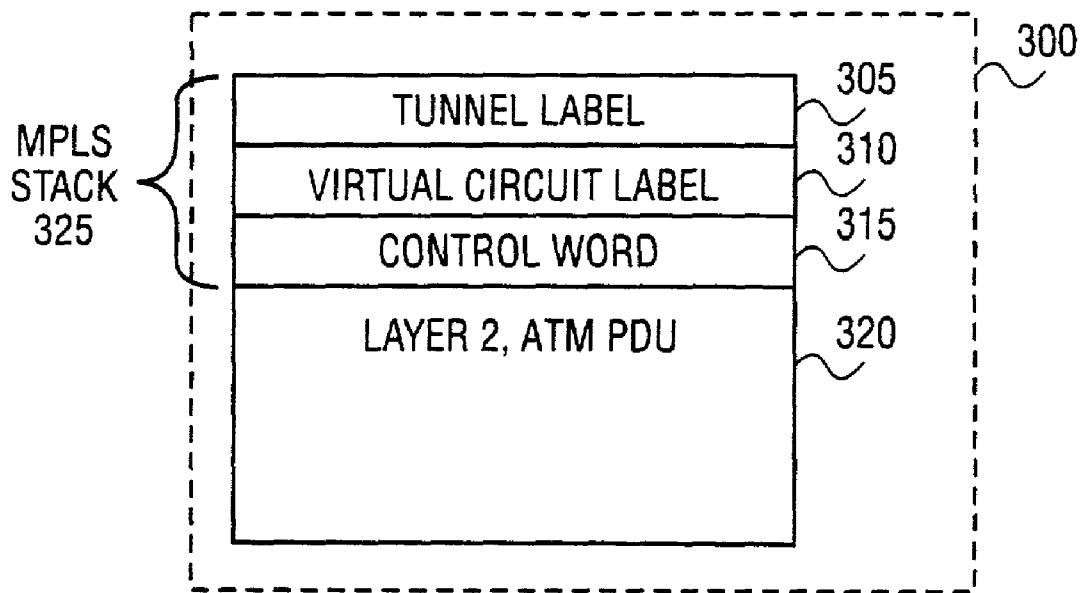 300
TUNNEL LABEL
305
MPLS
STACK
325
VIRTUAL CIRCUIT LABEL
310
CONTROL WORD
315
LAYER 2, ATM PDU
320